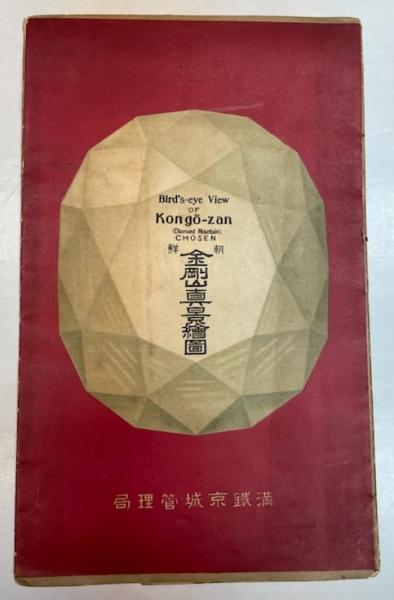 Bird's-eye View
OF
Kongō-zan
(Diamond Mountain)
CHOSEN
朝鮮
金剛山真景繪圖
滿鐵京城管理局